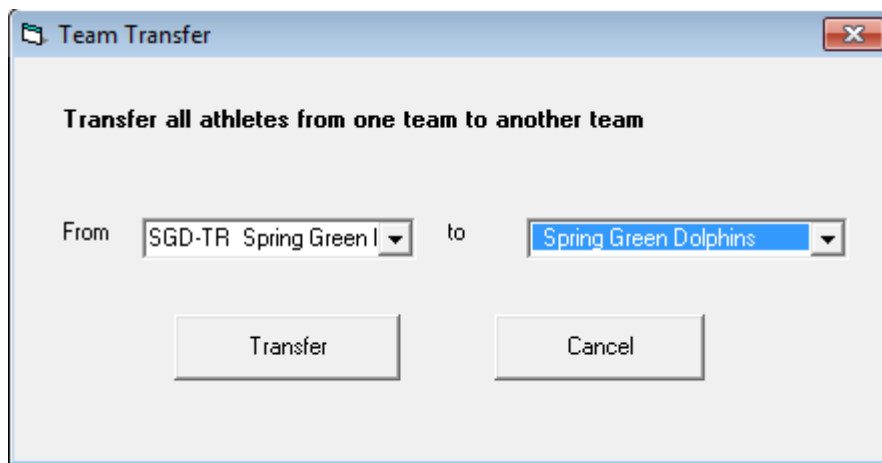 Team Transfer
Transfer all athletes from one team to another team
From SGD-TR Spring Green to Spring Green Dolphins
Transfer Cancel